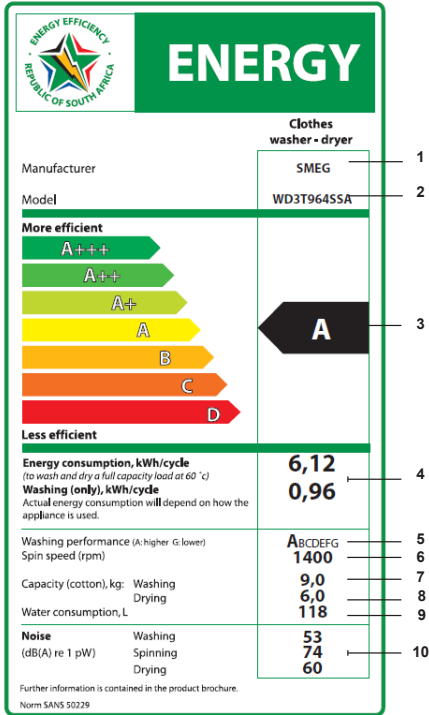 ENERGY EFFICIENCY
REPUBLIC OF SOUTH AFRICA
ENERGY
Clothes
washer - dryer
Manufacturer SMEG 1
Model WD3T964SSA 2
More efficient
A+++
A++
A+
A A 3
B
C
D
Less efficient
Energy consumption, kWh/cycle 6,12
(to wash and dry a full capacity load at 60 ˚c) 4
Washing (only), kWh/cycle 0,96
Actual energy consumption will depend on how the
appliance is used.
Washing performance (A: higher G: lower) ABCDEFG 5
Spin speed (rpm) 1400 6
Capacity (cotton), kg: Washing 9,0 7
Drying 6,0 8
Water consumption, L 118 9
Noise Washing 53
(dB(A) re 1 pW) Spinning 74 10
Drying 60
Further information is contained in the product brochure.
Norm SANS 50229